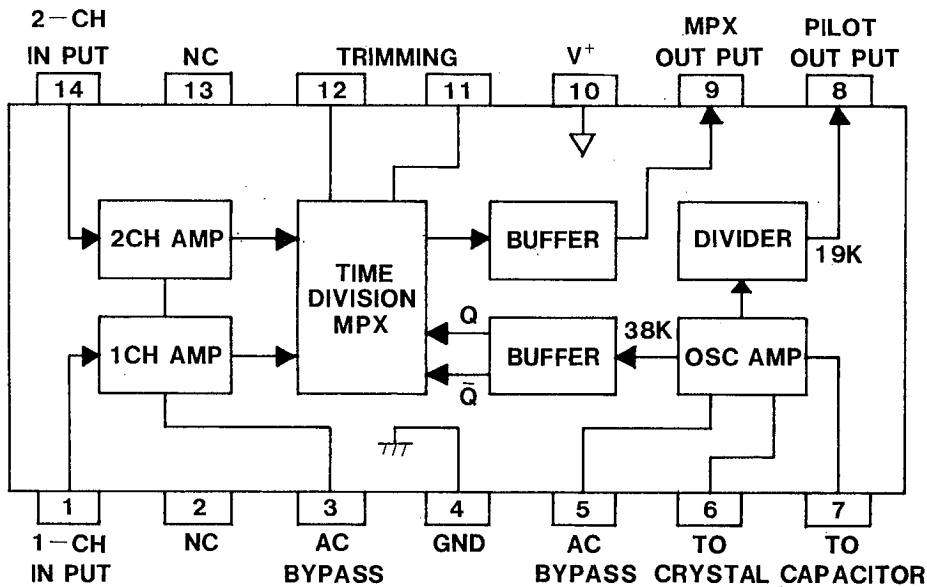 2-CH
IN PUT
NC
TRIMMING
V+
MPX
OUT PUT
PILOT
OUT PUT
14
13
12
11
10
9
8
2CH AMP
TIME
DIVISION
MPX
BUFFER
DIVIDER
19K
1CH AMP
Q
Q̄
BUFFER
38K
OSC AMP
1
2
3
4
5
6
7
1-CH
IN PUT
NC
AC
BYPASS
GND
AC
BYPASS
TO
CRYSTAL
TO
CAPACITOR